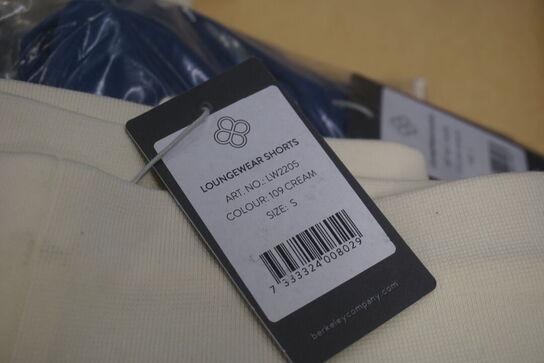 LOUNGEWEAR SHORTS
ART. NO.: LW2205
COLOUR: 109 CREAM
SIZE: S
7 333324 008029
berkeleycompany.com